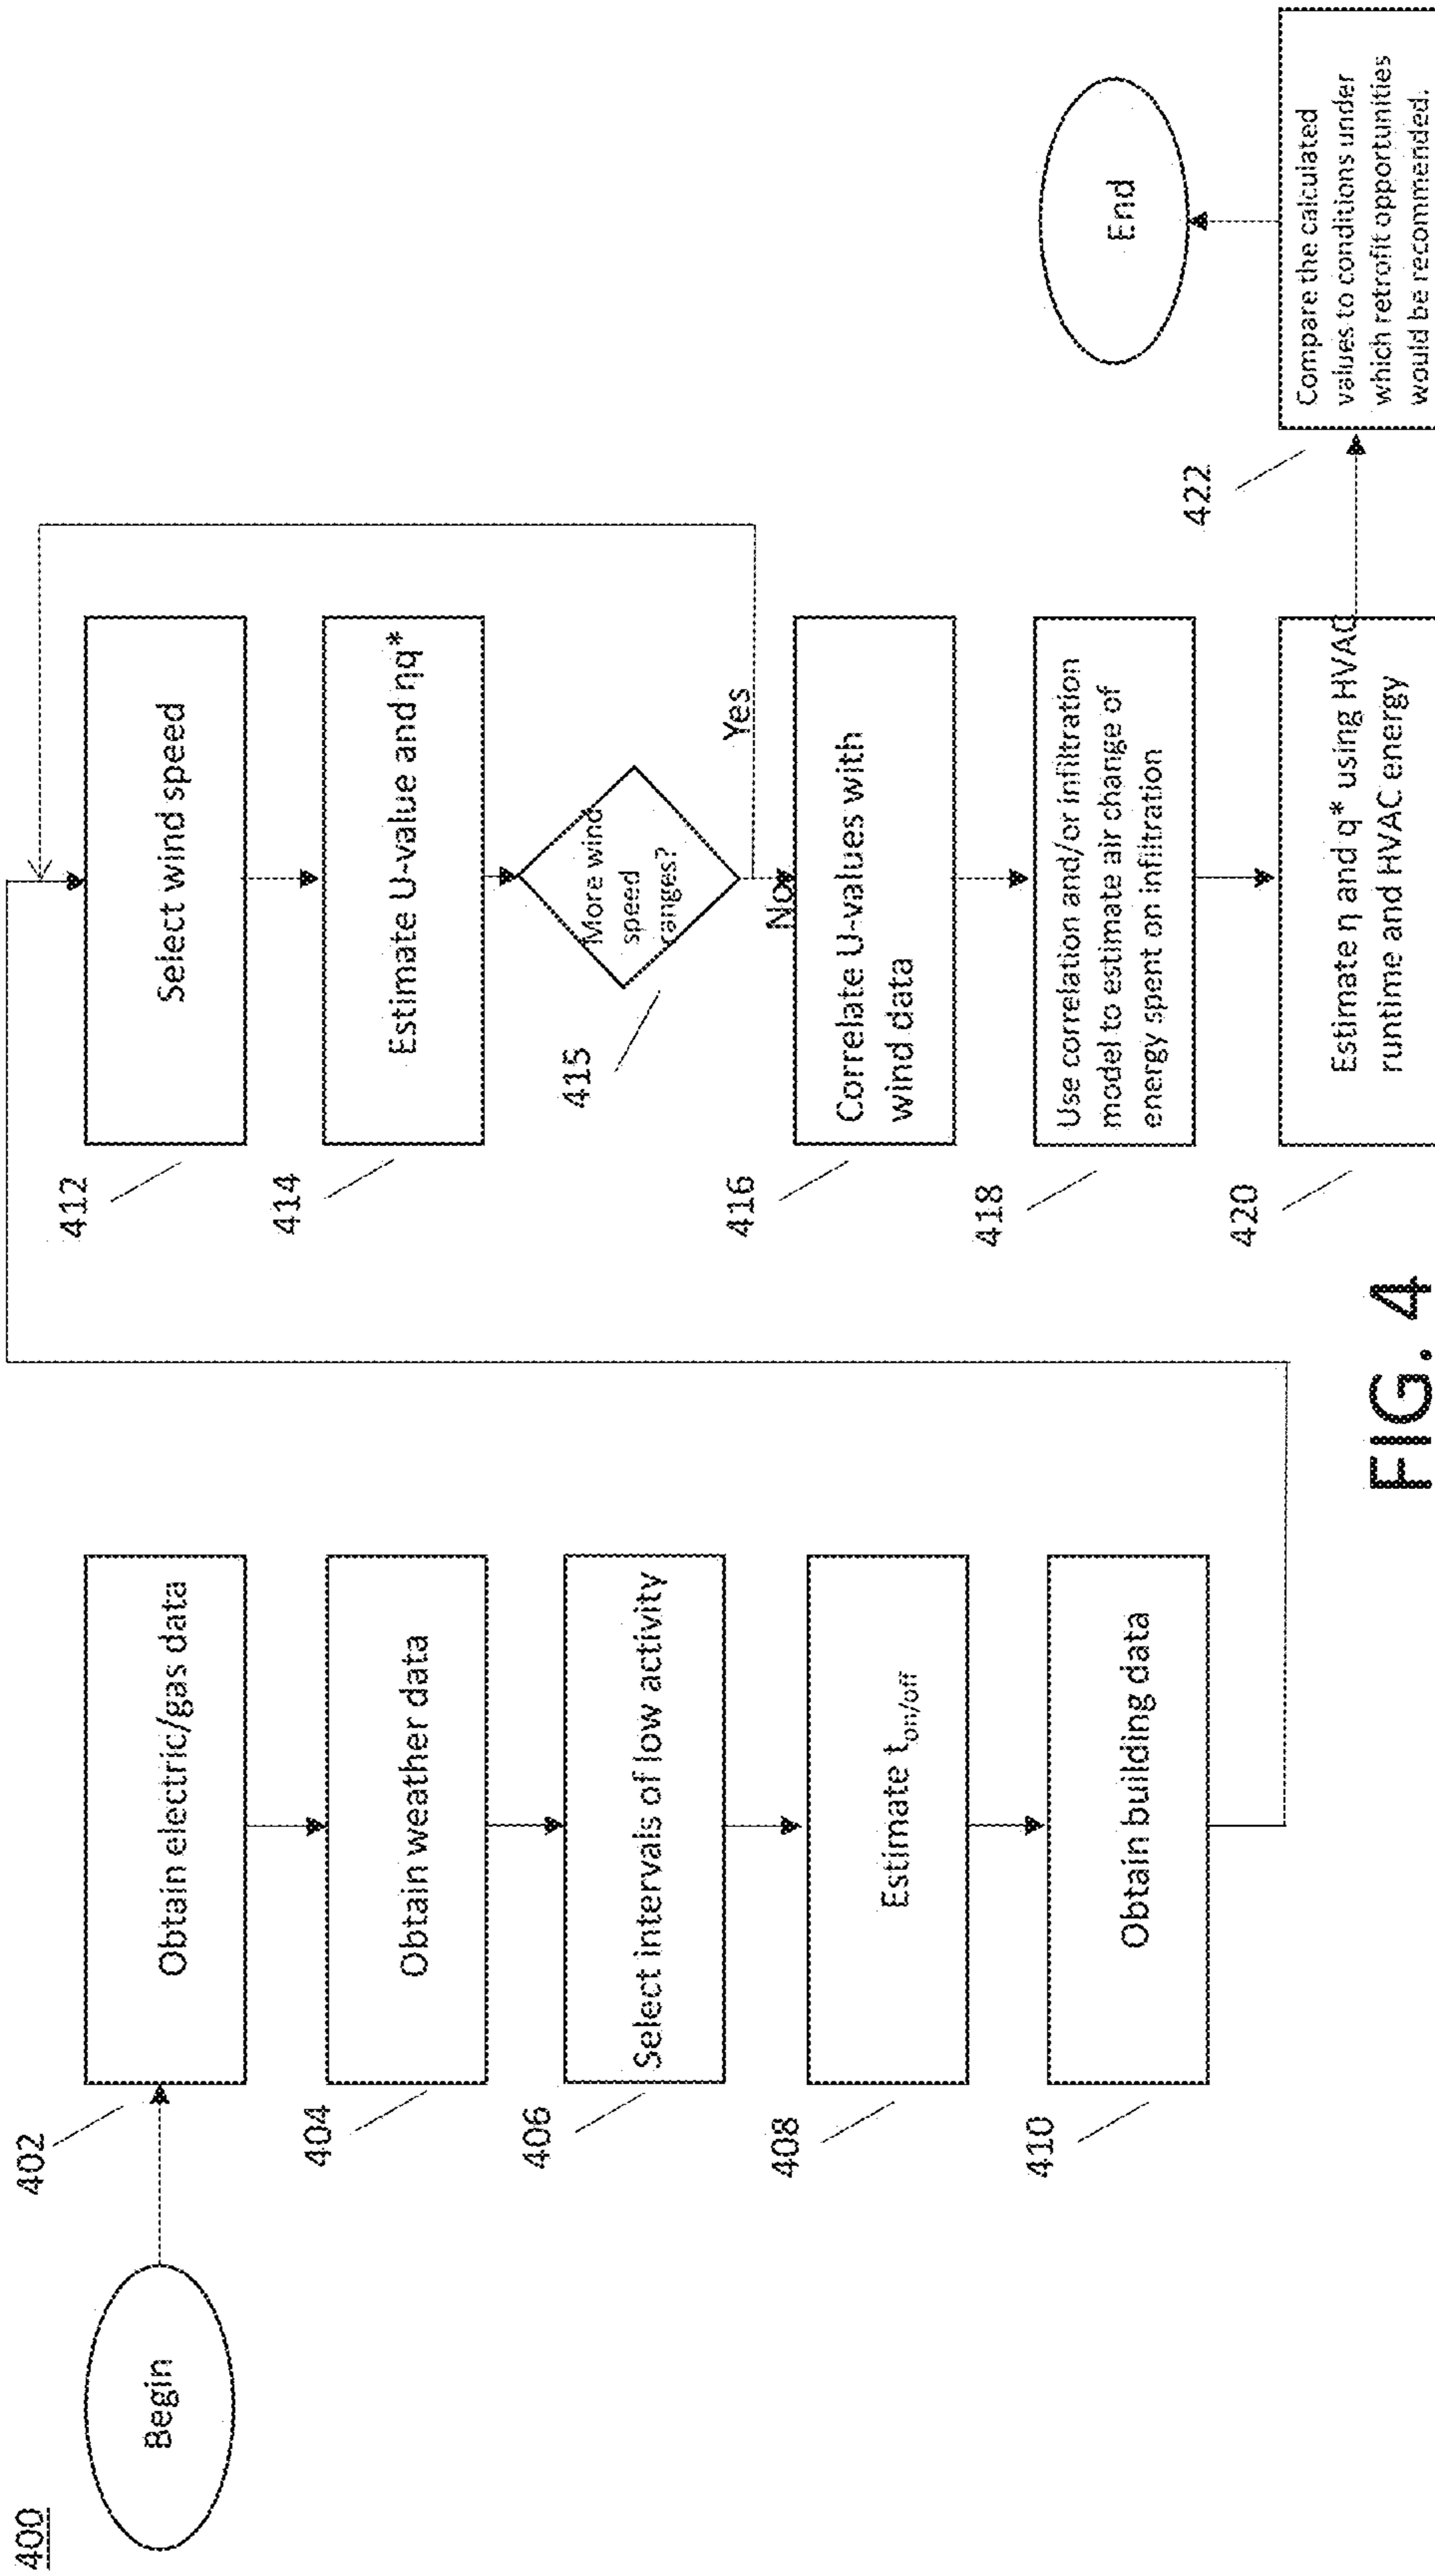 400
Begin
402
Obtain electric/gas data
404
Obtain weather data
406
Select intervals of low activity
408
Estimate t_on/off
410
Obtain building data
412
Select wind speed
414
Estimate U-value and ηq*
415
More wind
speed
ranges?
Yes
No
416
Correlate U-values with
wind data
418
Use correlation and/or infiltration
model to estimate air change of
energy spent on infiltration
420
Estimate η and q* using HVAC
runtime and HVAC energy
422
Compare the calculated
values to conditions under
which retrofit opportunities
would be recommended.
End
FIG. 4